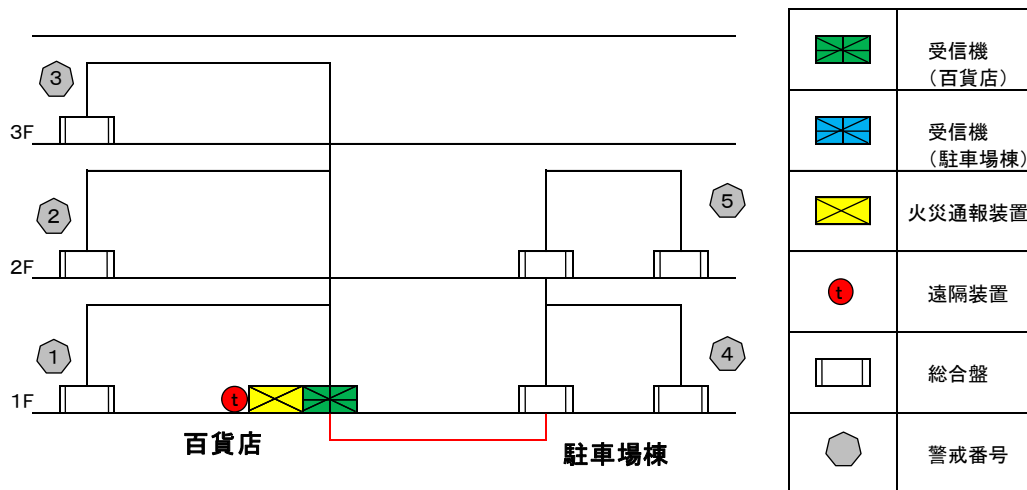 3
3F
2
5
2F
1
4
1F
t
百貨店
駐車場棟
受信機
（百貨店）
受信機
（駐車場棟）
火災通報装置
t
遠隔装置
総合盤
警戒番号